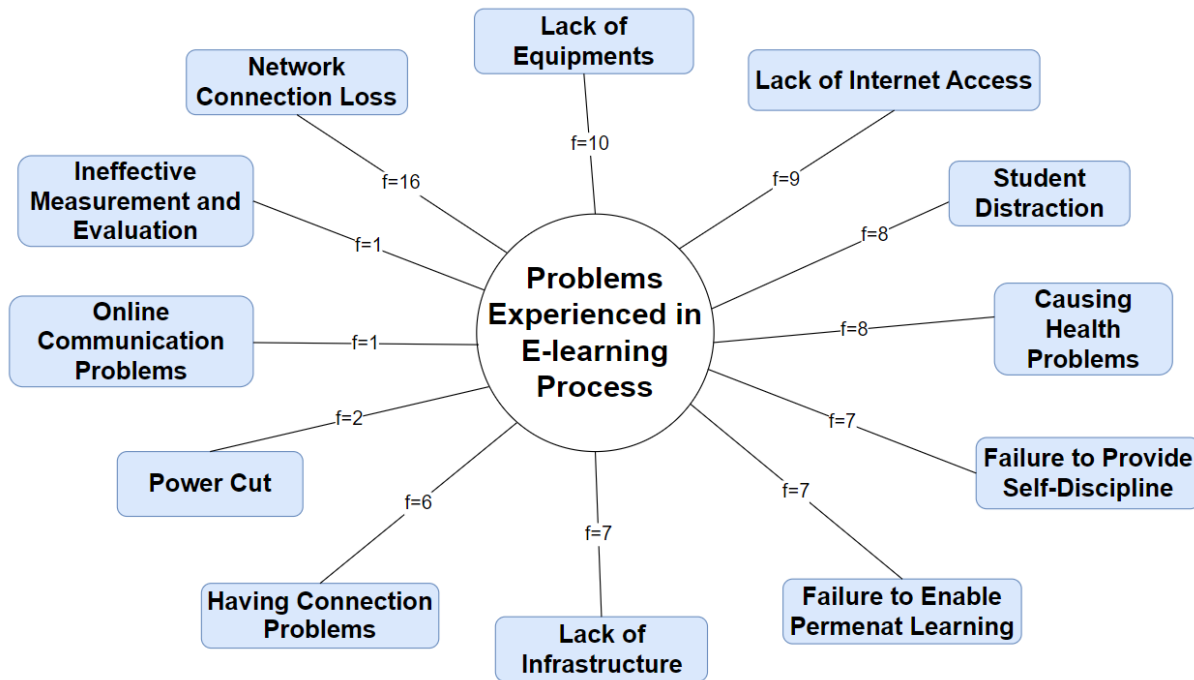 Lack of
Equipments
Network
Connection Loss
Lack of Internet Access
f=10
f=16
f=9
Ineffective
Measurement and
Evaluation
Student
Distraction
f=1
f=8
Problems
Experienced in
E-learning
Process
Online
Communication
Problems
Causing
Health
Problems
f=1
f=8
f=2
f=7
Power Cut
Failure to Provide
Self-Discipline
f=6
f=7
f=7
Having Connection
Problems
Lack of
Infrastructure
Failure to Enable
Permenat Learning